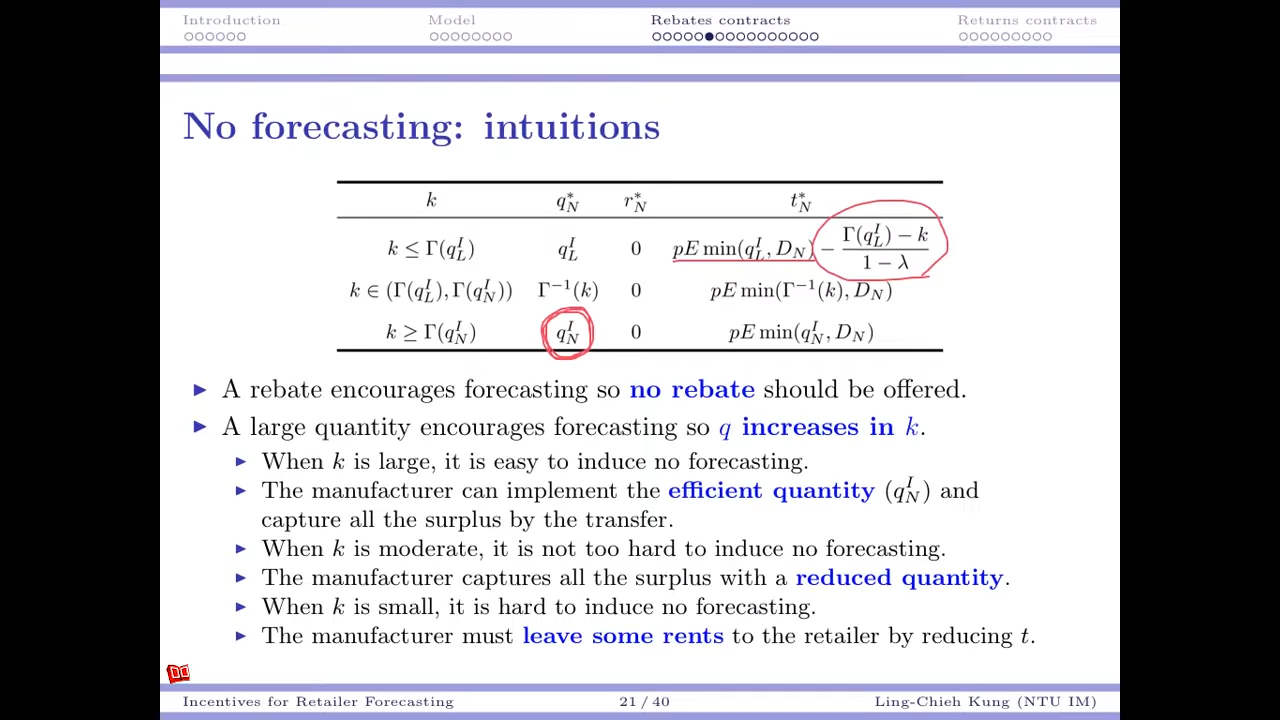 Introduction Model Rebates contracts Returns contracts
No forecasting: intuitions
k q*_N r*_N t*_N
k ≤ Γ(q^I_L) q^I_L 0 pE min(q^I_L, D_N) − (Γ(q^I_L) − k)/(1 − λ)
k ∈ (Γ(q^I_L), Γ(q^I_N)) Γ^{-1}(k) 0 pE min(Γ^{-1}(k), D_N)
k ≥ Γ(q^I_N) q^I_N 0 pE min(q^I_N, D_N)
► A rebate encourages forecasting so no rebate should be offered.
► A large quantity encourages forecasting so q increases in k.
► When k is large, it is easy to induce no forecasting.
► The manufacturer can implement the efficient quantity (q^I_N) and
capture all the surplus by the transfer.
► When k is moderate, it is not too hard to induce no forecasting.
► The manufacturer captures all the surplus with a reduced quantity.
► When k is small, it is hard to induce no forecasting.
► The manufacturer must leave some rents to the retailer by reducing t.
Incentives for Retailer Forecasting 21 / 40 Ling-Chieh Kung (NTU IM)